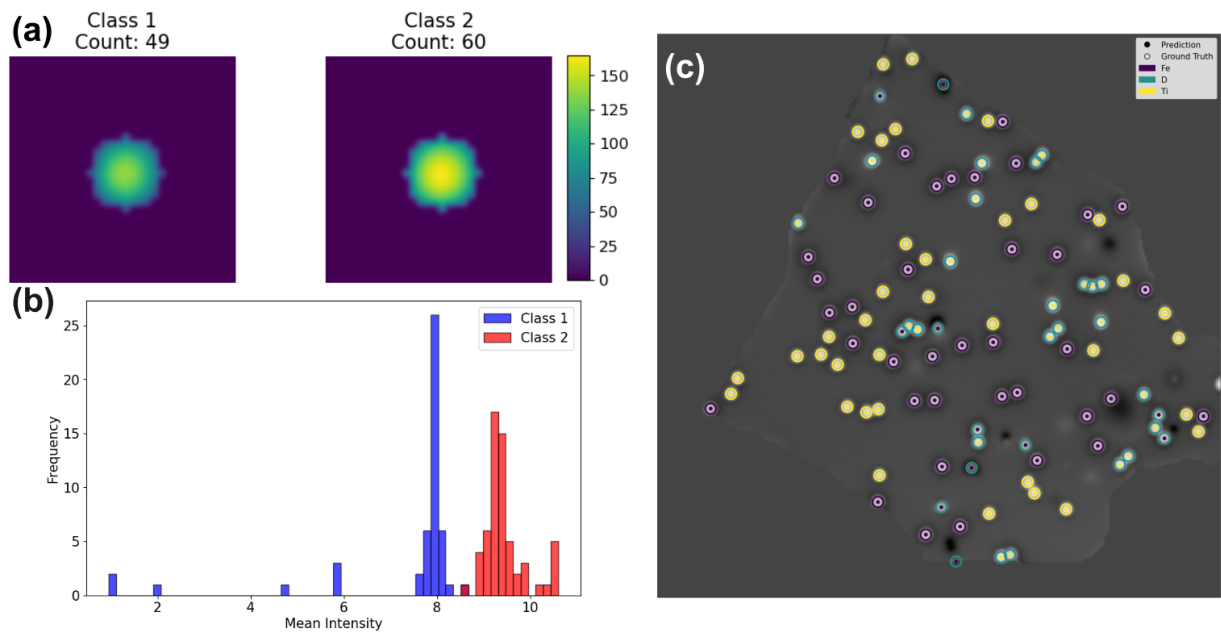 (a)
Class 1
Count: 49
Class 2
Count: 60
150
125
100
75
50
25
0
(b)
Frequency
25
20
15
10
5
0
Class 1
Class 2
2
4
6
8
10
Mean Intensity
(c)
Prediction
Ground Truth
Fe
D
Ti